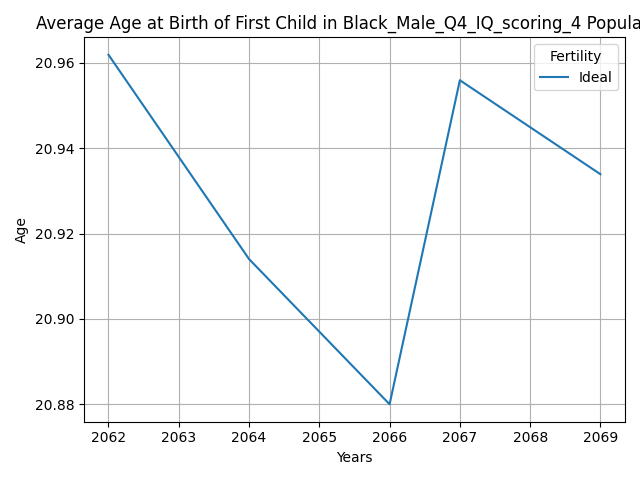 Average Age at Birth of First Child in Black_Male_Q4_IQ_scoring_4 Popula
Fertility
Ideal
20.96
20.94
20.92
20.90
20.88
Age
2062 2063 2064 2065 2066 2067 2068 2069
Years